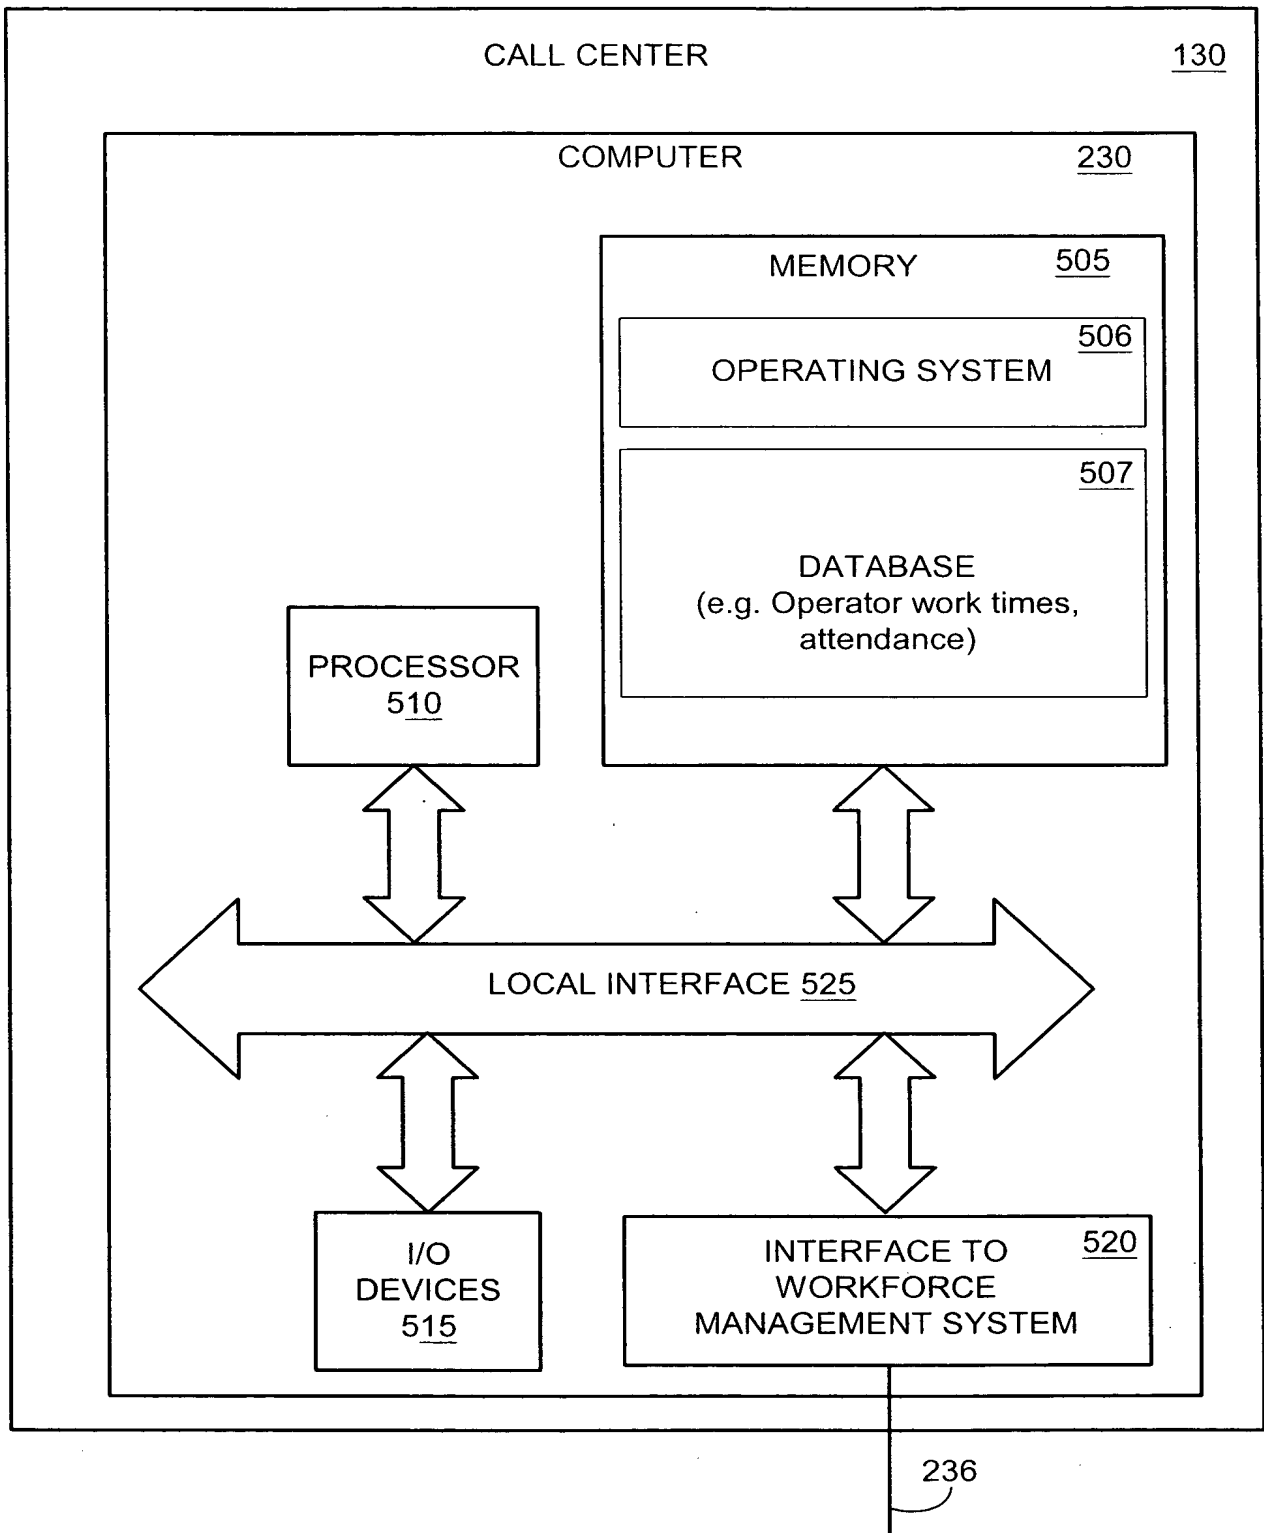 CALL CENTER 130
COMPUTER 230
MEMORY 505
506
OPERATING SYSTEM
507
DATABASE
(e.g. Operator work times,
attendance)
PROCESSOR
510
LOCAL INTERFACE 525
I/O
DEVICES
515
520
INTERFACE TO
WORKFORCE
MANAGEMENT SYSTEM
236